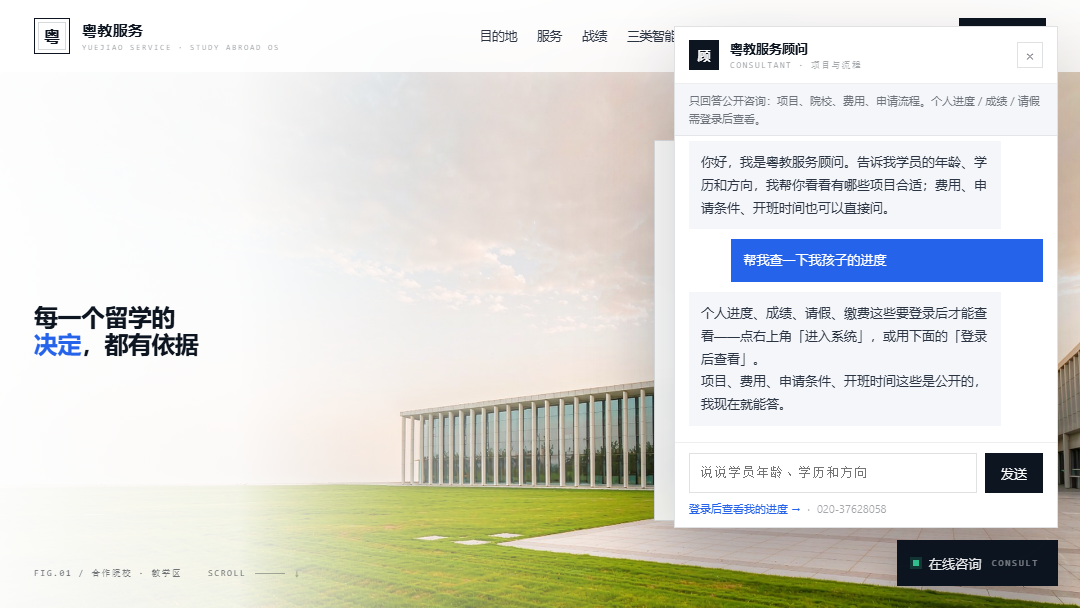 粤
粤教服务
YUEJIAO SERVICE · STUDY ABROAD OS
目的地
服务
战绩
三类智能
每一个留学的
决定，都有依据
FIG.01 / 合作院校 · 教学区
SCROLL
↓
顾
粤教服务顾问
CONSULTANT · 项目与流程
×
只回答公开咨询：项目、院校、费用、申请流程。个人进度 / 成绩 / 请假
需登录后查看。
你好，我是粤教服务顾问。告诉我学员的年龄、学
历和方向，我帮你看看有哪些项目合适；费用、申
请条件、开班时间也可以直接问。
帮我查一下我孩子的进度
个人进度、成绩、请假、缴费这些要登录后才能查
看——点右上角「进入系统」，或用下面的「登录
后查看」。
项目、费用、申请条件、开班时间这些是公开的，
我现在就能答。
说说学员年龄、学历和方向
发送
登录后查看我的进度 → · 020-37628058
在线咨询 CONSULT